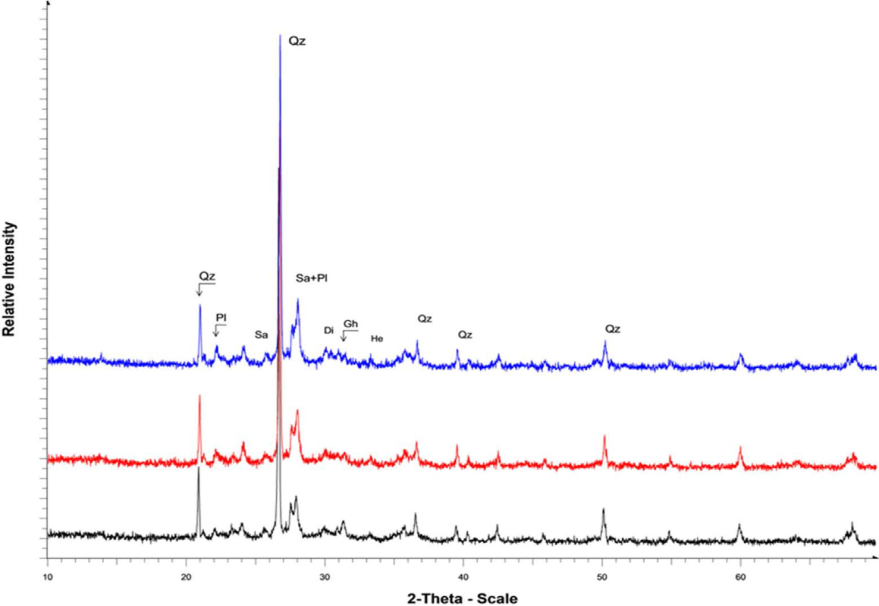 Qz
Qz
Sa+Pl
Pl
Sa
Di
Gh
He
Qz
Qz
Qz
Relative Intensity
10 20 30 40 50 60
2-Theta - Scale